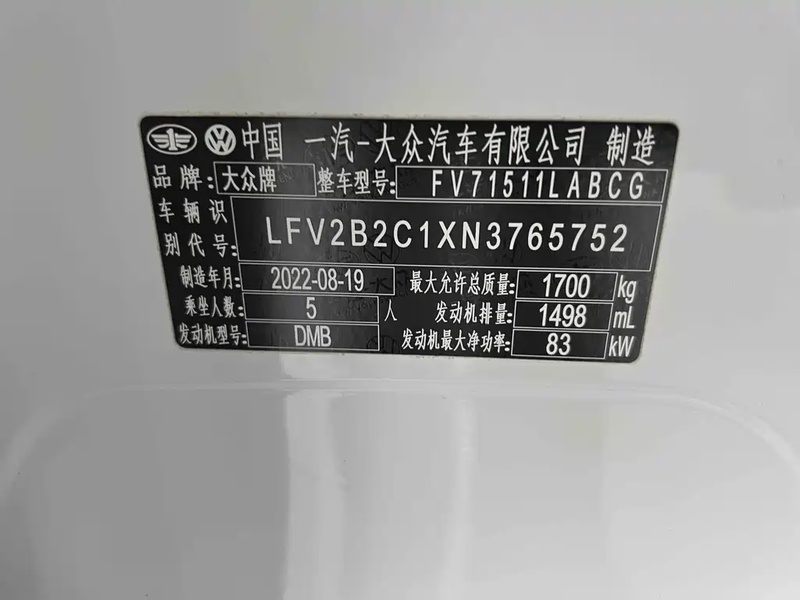 中国 一汽-大众汽车有限公司 制造
品牌: 大众牌 整车型号: FV71511LABCG
车辆识别代号: LFV2B2C1XN3765752
制造年月: 2022-08-19 最大允许总质量: 1700 kg
乘坐人数: 5 人 发动机排量: 1498 mL
发动机型号: DMB 发动机最大净功率: 83 kW